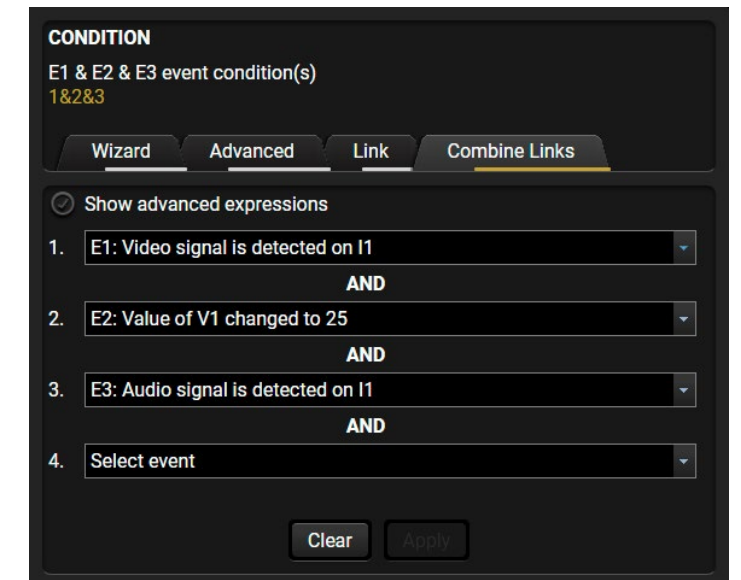 CONDITION
E1 & E2 & E3 event condition(s)
1&2&3
Wizard Advanced Link Combine Links
Show advanced expressions
1. E1: Video signal is detected on I1
AND
2. E2: Value of V1 changed to 25
AND
3. E3: Audio signal is detected on I1
AND
4. Select event
Clear Apply